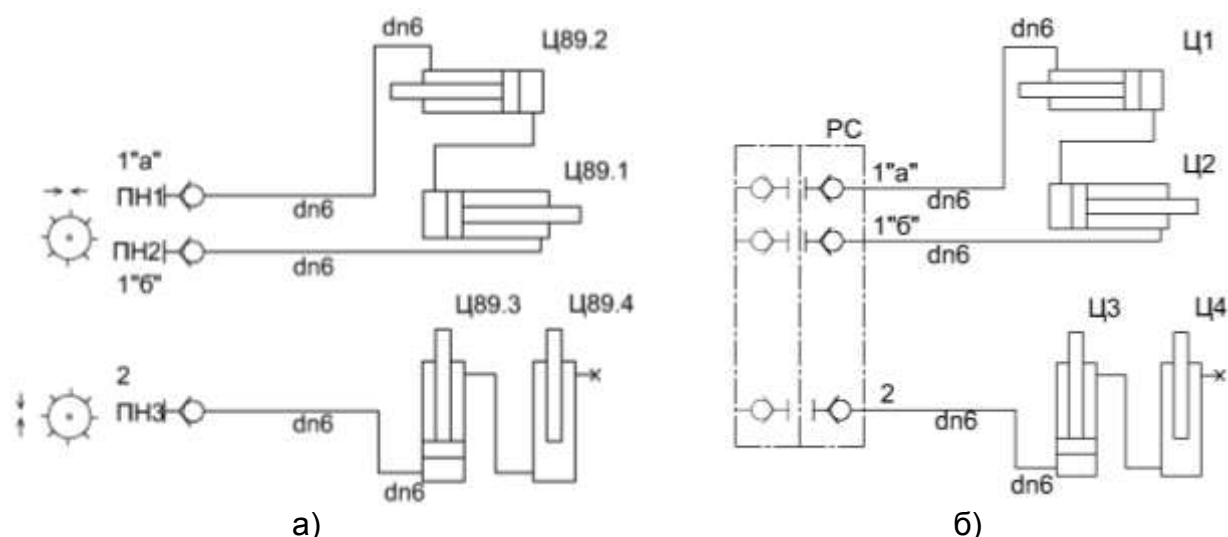 dn6
Ц89.2
1"а"
ПН1
dn6
Ц89.1
ПН2
dn6
1"б"
Ц89.3
Ц89.4
2
ПН3
dn6
dn6
а)
dn6
Ц1
РС
1"а"
dn6
Ц2
1"б"
dn6
Ц3
Ц4
2
dn6
dn6
б)